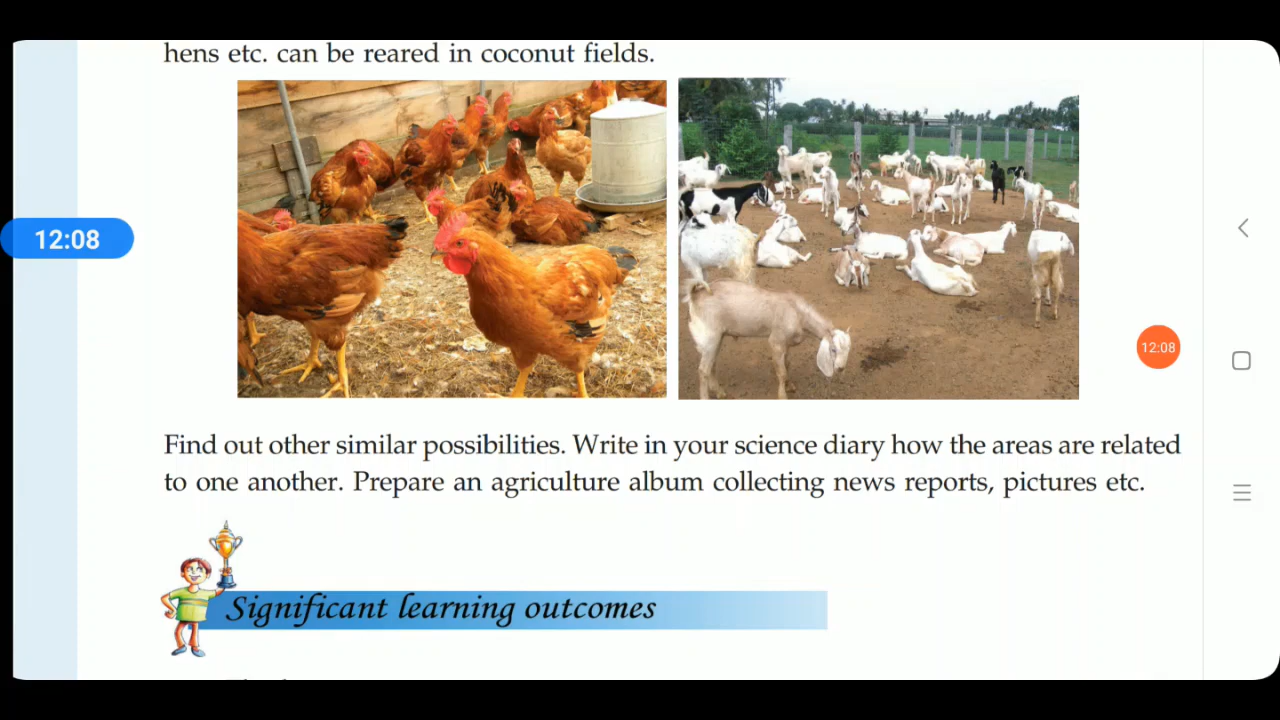 hens etc. can be reared in coconut fields.
12:08
12:08
Find out other similar possibilities. Write in your science diary how the areas are related
to one another. Prepare an agriculture album collecting news reports, pictures etc.
Significant learning outcomes